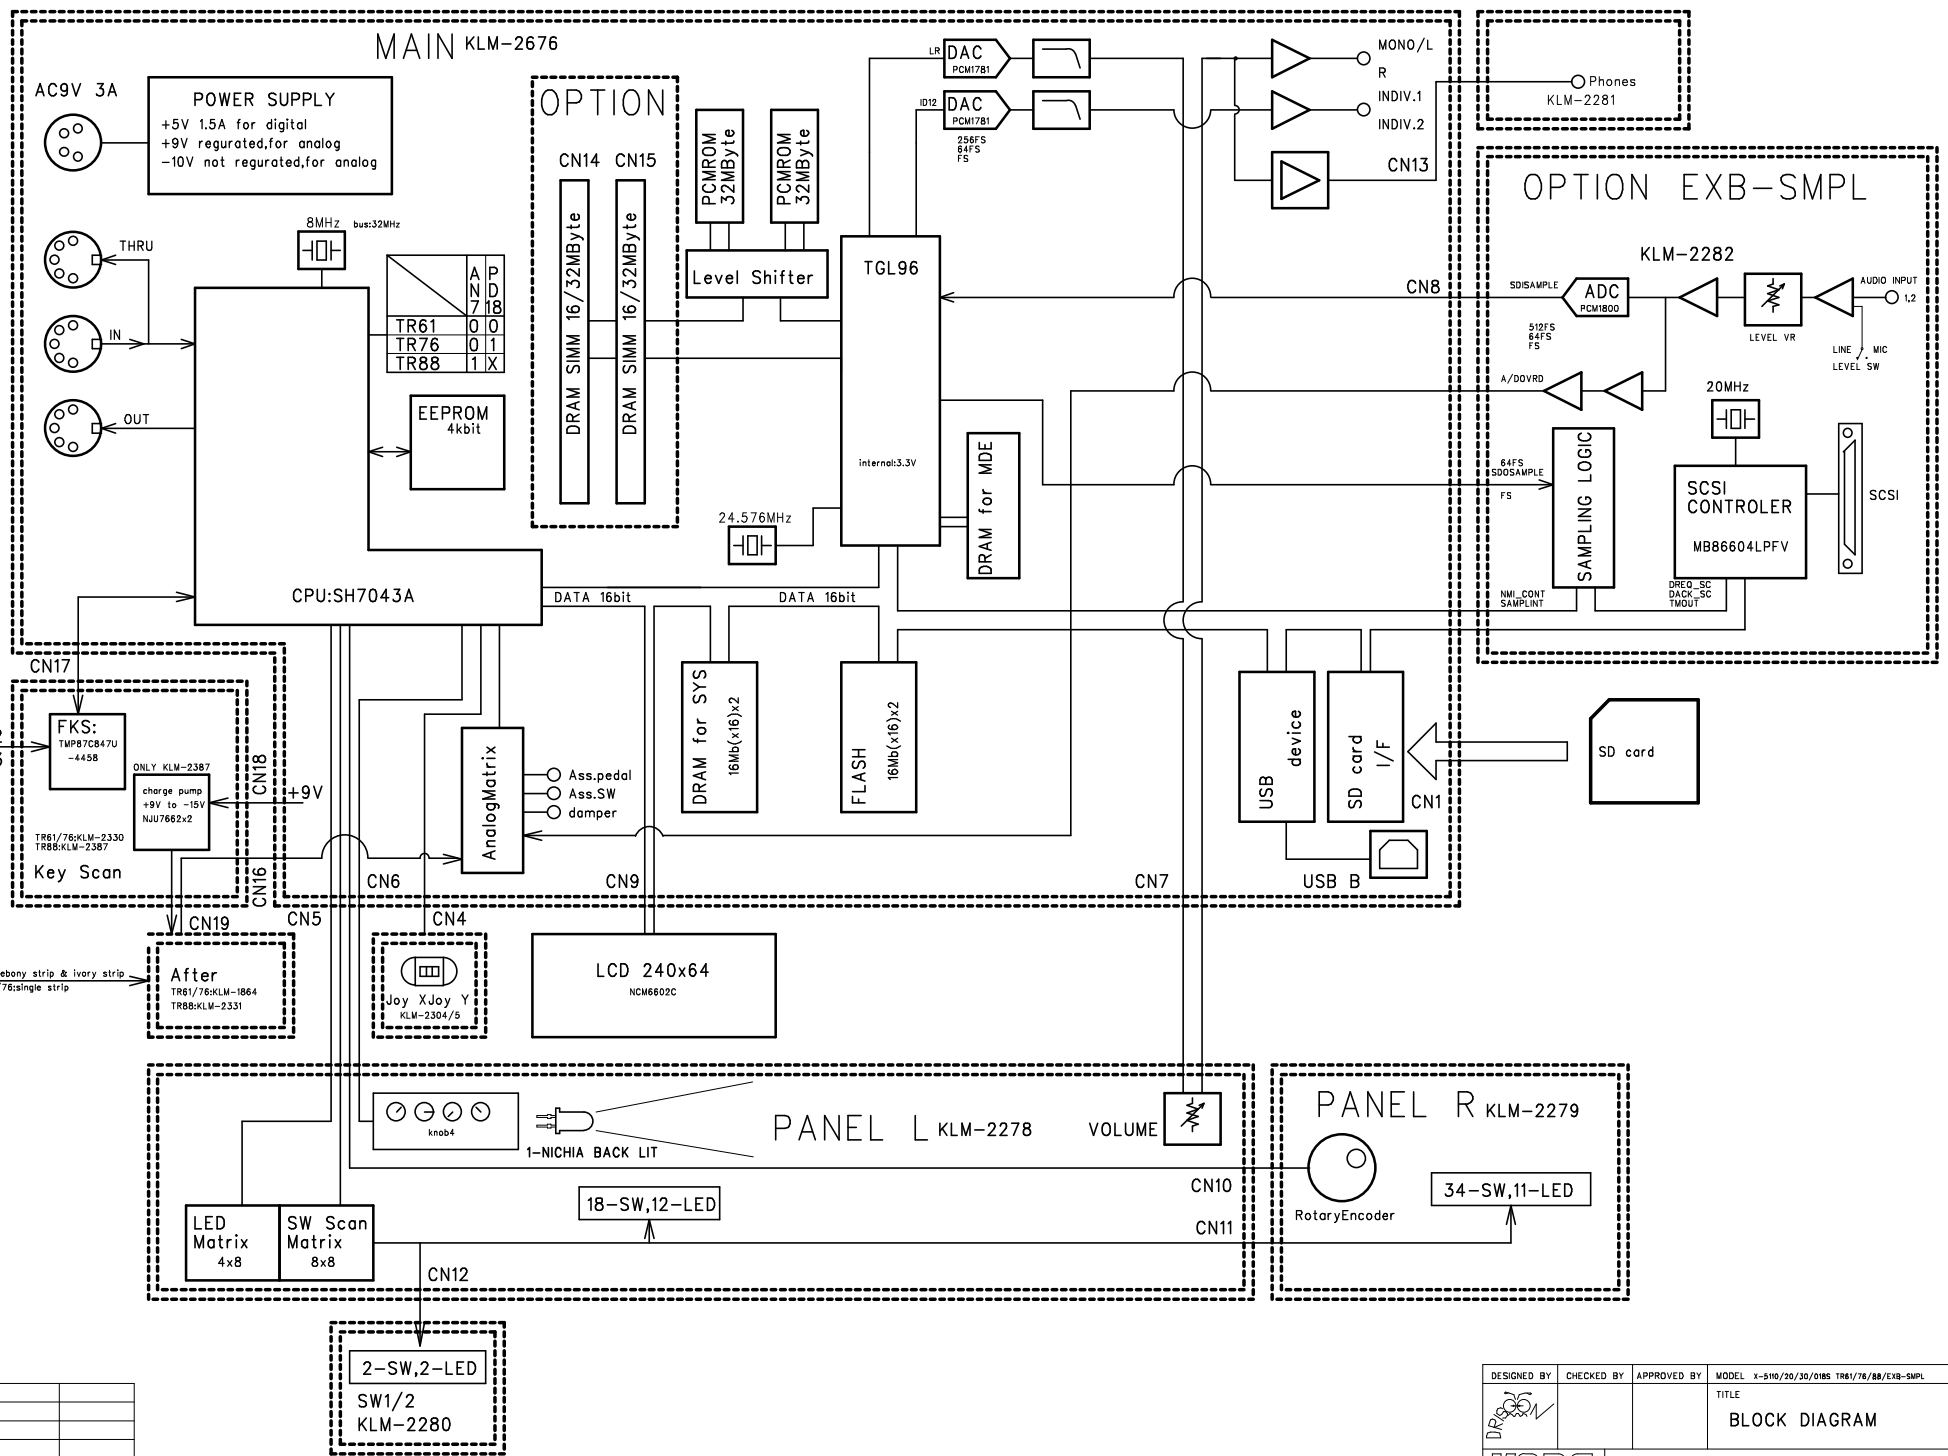 MAIN KLM-2676
AC9V 3A
POWER SUPPLY
+5V 1.5A for digital
+9V regurated,for analog
-10V not regurated,for analog
THRU
IN
OUT
8MHz
bus:32MHz
A P
N D
7 18
TR61 0 0
TR76 0 1
TR88 1 X
EEPROM
4kbit
CPU:SH7043A
OPTION
CN14
CN15
DRAM SIMM 16/32MByte
DRAM SIMM 16/32MByte
PCMROM
32MByte
PCMROM
32MByte
Level Shifter
24.576MHz
TGL96
internal:3.3V
DRAM for MDE
LR
DAC
PCM1781
ID12
DAC
PCM1781
256FS
64FS
FS
MONO/L
R
INDIV.1
INDIV.2
CN13
Phones
KLM-2281
OPTION EXB-SMPL
KLM-2282
CN8
SDISAMPLE
ADC
PCM1800
512FS
64FS
FS
LEVEL VR
AUDIO INPUT
1,2
LINE
MIC
LEVEL SW
A/DOVRD
20MHz
64FS
SDOSAMPLE
FS
SAMPLING LOGIC
SCSI
CONTROLER
MB86604LPFV
SCSI
NMI_CONT
SAMPLINT
DREQ_SC
DACK_SC
TMOUT
DATA 16bit
DATA 16bit
DRAM for SYS
16Mb(x16)x2
FLASH
16Mb(x16)x2
USB
device
SD card
I/F
CN1
SD card
USB B
CN17
FKS:
TMP87C847U
-4458
ONLY KLM-2387
charge pump
+9V to -15V
NJU7662x2
TR61/76:KLM-2330
TR88:KLM-2387
Key Scan
CN18
+9V
CN16
AnalogMatrix
Ass.pedal
Ass.SW
damper
CN6
CN9
CN7
CN19
CN5
CN4
ebony strip & ivory strip
/76:single strip
After
TR61/76:KLM-1864
TR88:KLM-2331
Joy X Joy Y
KLM-2304/5
LCD 240x64
NCM6602C
knob4
1-NICHIA BACK LIT
PANEL L KLM-2278
VOLUME
PANEL R KLM-2279
RotaryEncoder
34-SW,11-LED
CN10
CN11
18-SW,12-LED
LED
Matrix
4x8
SW Scan
Matrix
8x8
CN12
2-SW,2-LED
SW1/2
KLM-2280
DESIGNED BY
CHECKED BY
APPROVED BY
MODEL X-5110/20/30/018S TR61/76/88/EXB-SMPL
TITLE
BLOCK DIAGRAM